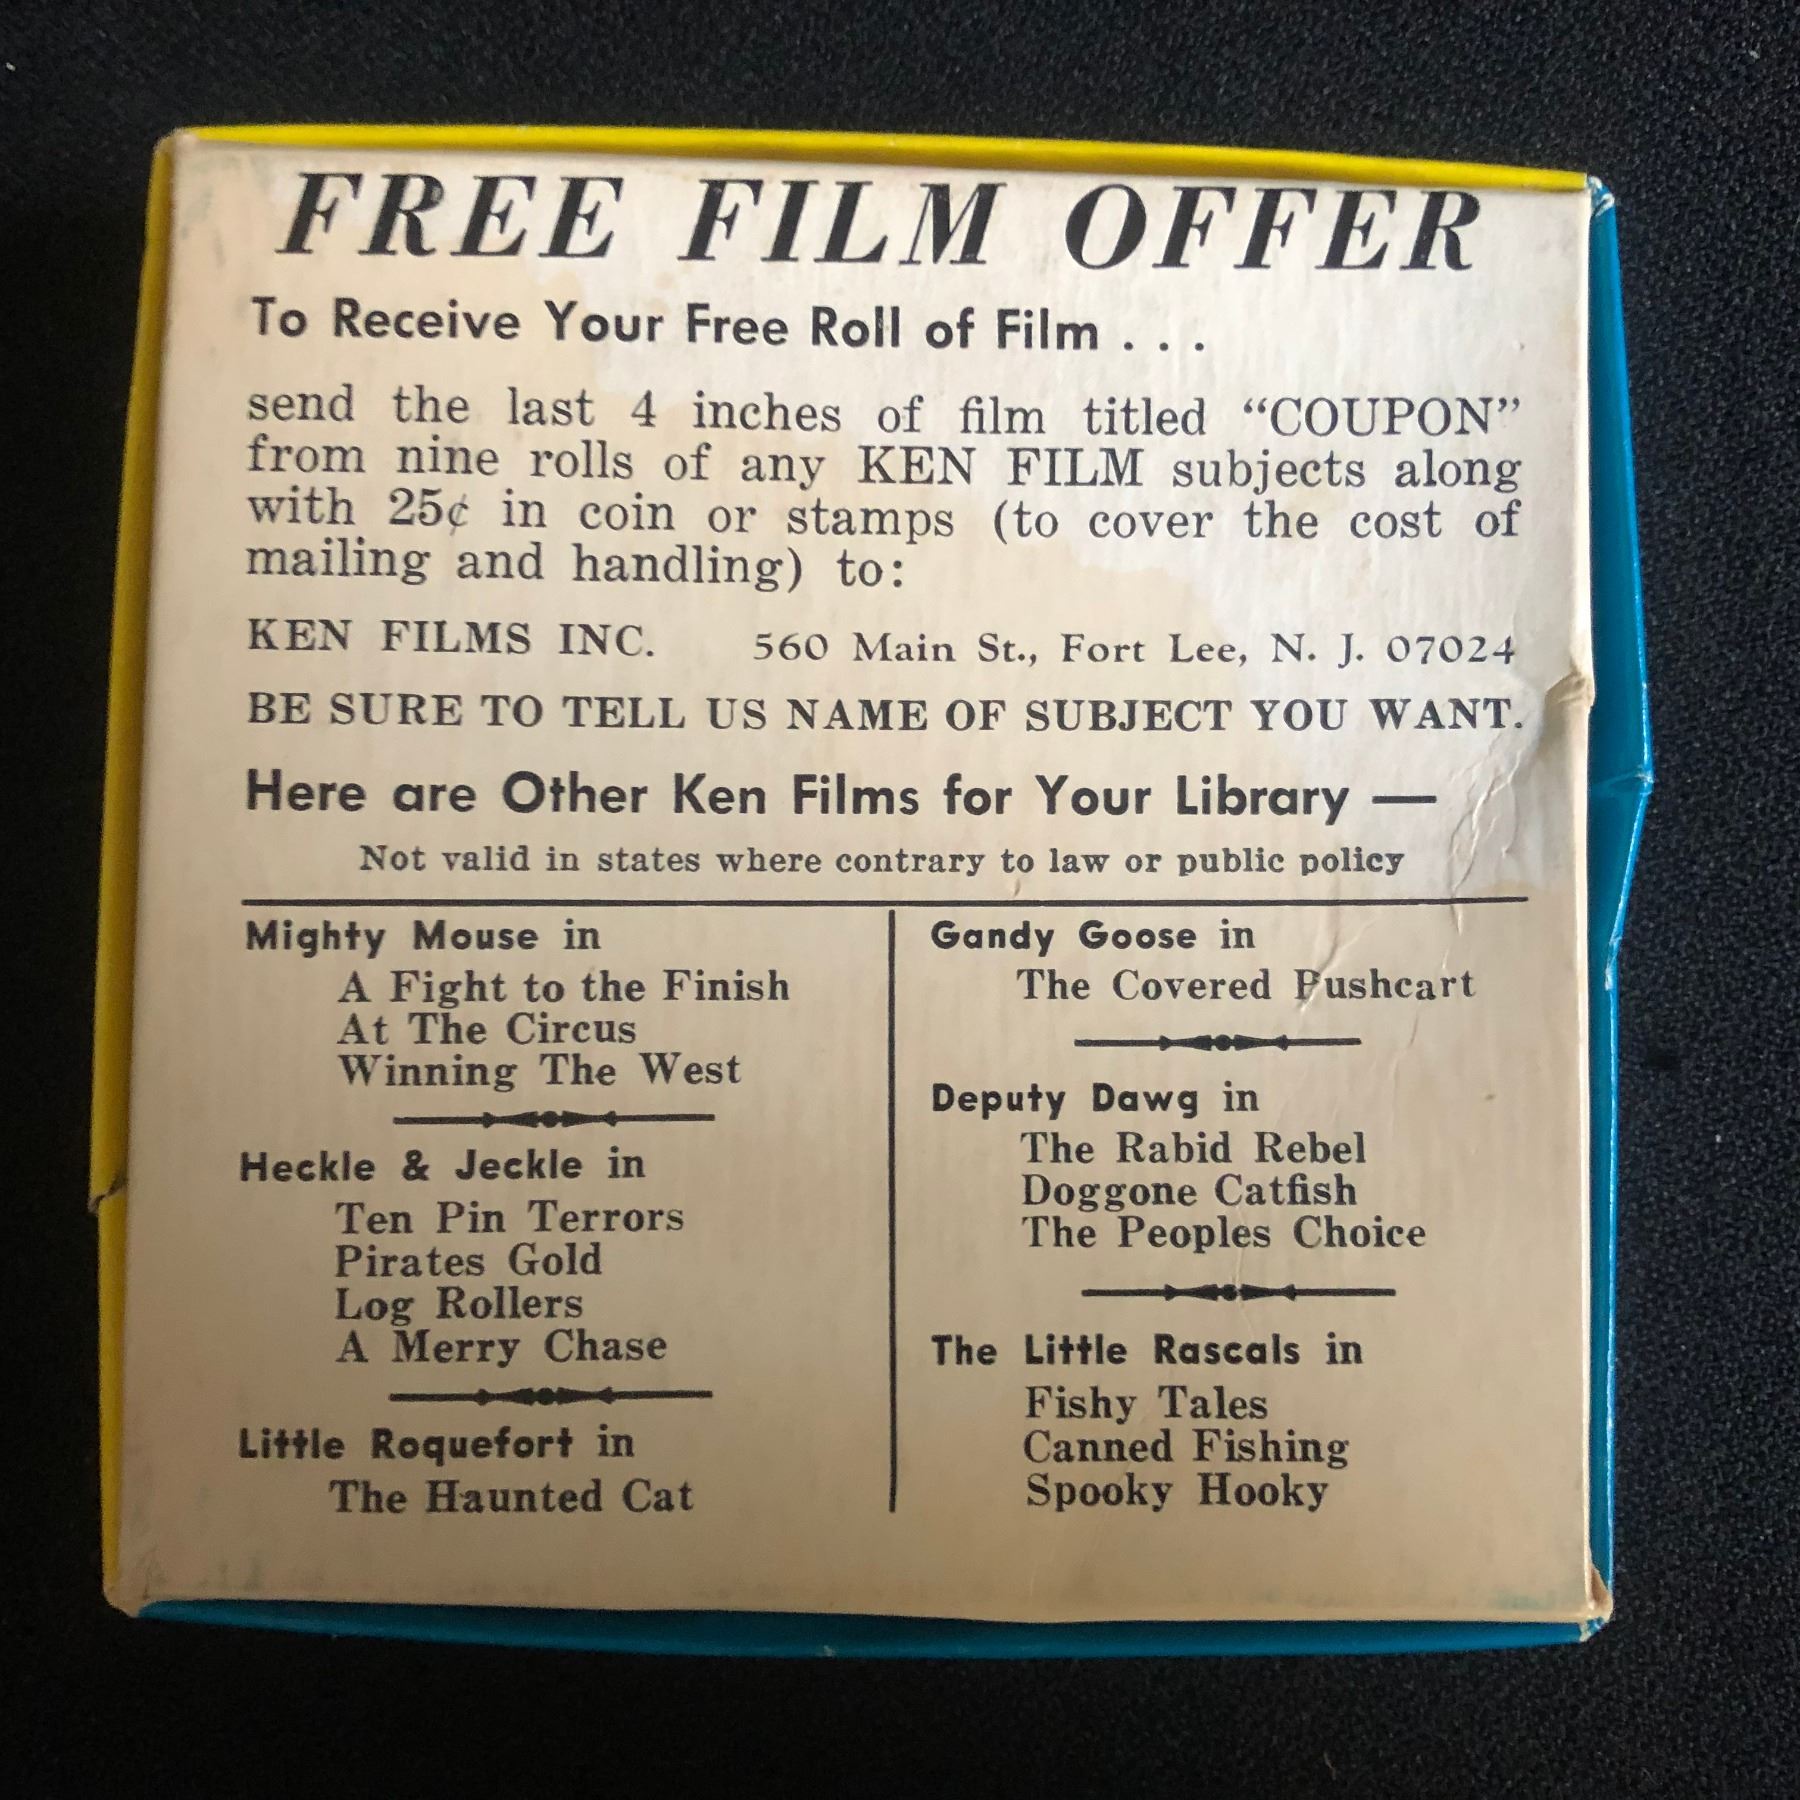 FREE FILM OFFER
To Receive Your Free Roll of Film . . .
send the last 4 inches of film titled “COUPON”
from nine rolls of any KEN FILM subjects along
with 25¢ in coin or stamps (to cover the cost of
mailing and handling) to:
KEN FILMS INC. 560 Main St., Fort Lee, N. J. 07024
BE SURE TO TELL US NAME OF SUBJECT YOU WANT.
Here are Other Ken Films for Your Library —
Not valid in states where contrary to law or public policy
Mighty Mouse in
A Fight to the Finish
At The Circus
Winning The West
Heckle & Jeckle in
Ten Pin Terrors
Pirates Gold
Log Rollers
A Merry Chase
Little Roquefort in
The Haunted Cat
Gandy Goose in
The Covered Pushcart
Deputy Dawg in
The Rabid Rebel
Doggone Catfish
The Peoples Choice
The Little Rascals in
Fishy Tales
Canned Fishing
Spooky Hooky